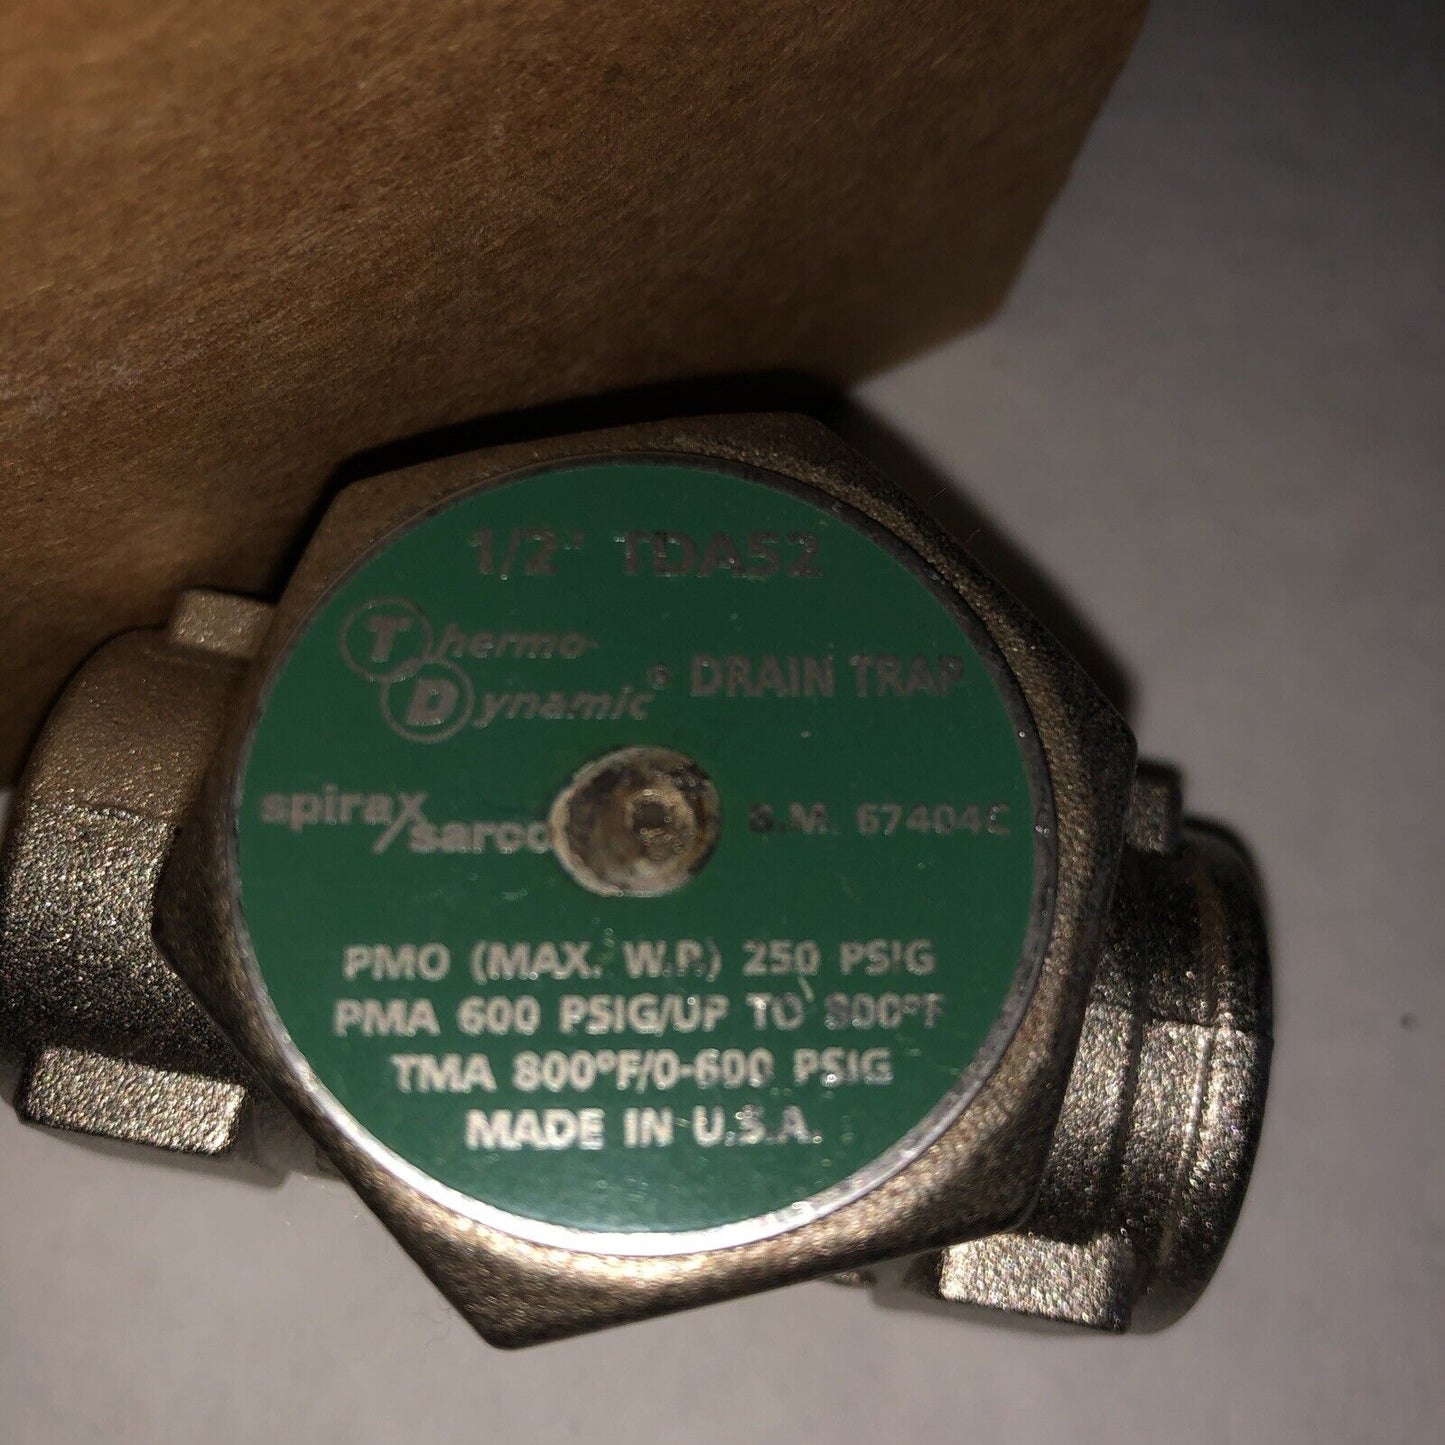 1/2" TDA52
Thermo-
Dynamic® DRAIN TRAP
spirax/sarco B.M. 67404C
PMO (MAX. W.P.) 250 PSIG
PMA 600 PSIG/UP TO 800°F
TMA 800°F/0-600 PSIG
MADE IN U.S.A.